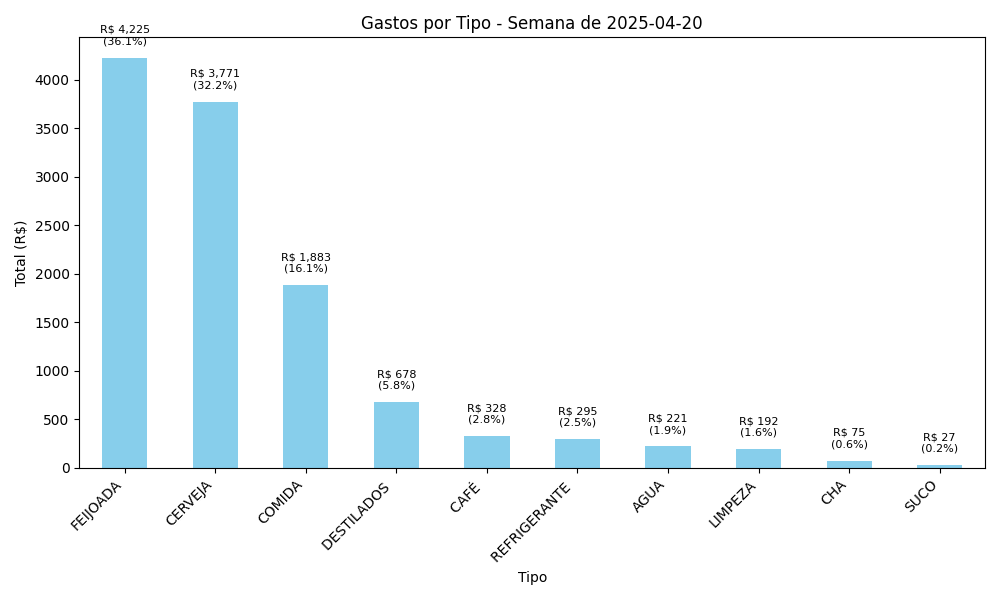 Gastos por Tipo - Semana de 2025-04-20
R$ 4,225
(36.1%)
R$ 3,771
(32.2%)
R$ 1,883
(16.1%)
R$ 678
(5.8%)
R$ 328
(2.8%)
R$ 295
(2.5%)
R$ 221
(1.9%)
R$ 192
(1.6%)
R$ 75
(0.6%)
R$ 27
(0.2%)
Total (R$)
4000
3500
3000
2500
2000
1500
1000
500
0
FEIJOADA
CERVEJA
COMIDA
DESTILADOS
CAFÉ
REFRIGERANTE
AGUA
LIMPEZA
CHA
SUCO
Tipo